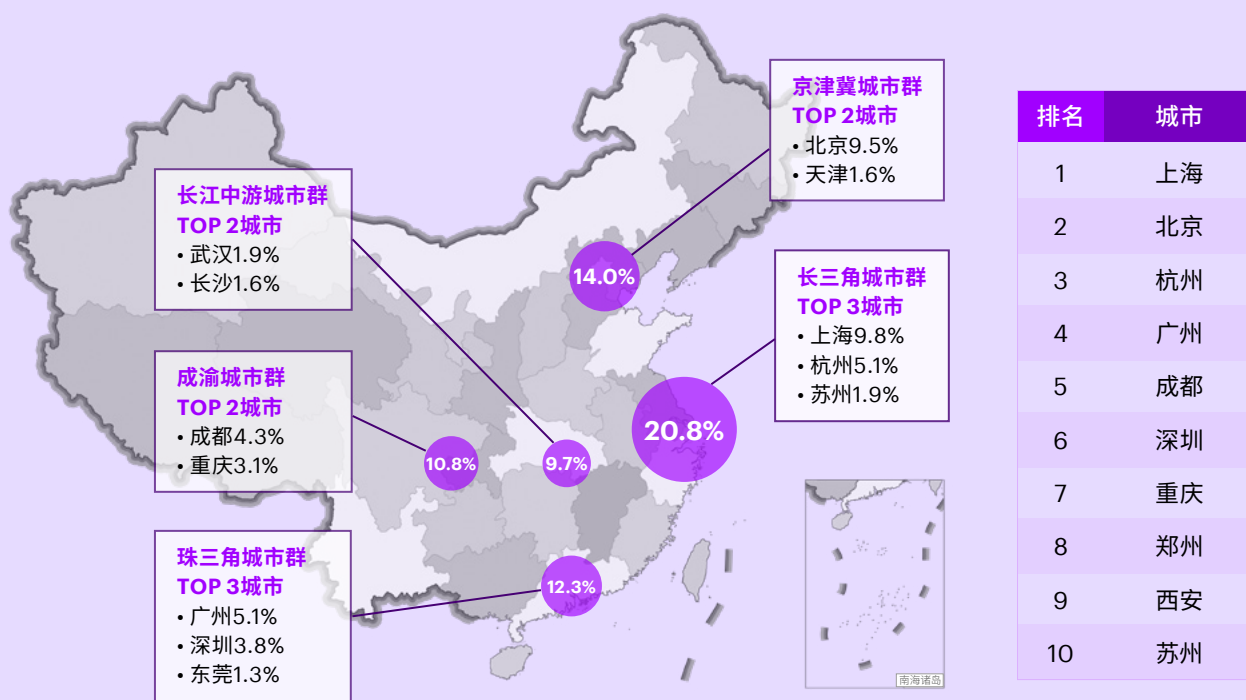 京津冀城市群
TOP 2城市
• 北京9.5%
• 天津1.6%
长江中游城市群
TOP 2城市
• 武汉1.9%
• 长沙1.6%
长三角城市群
TOP 3城市
• 上海9.8%
• 杭州5.1%
• 苏州1.9%
成渝城市群
TOP 2城市
• 成都4.3%
• 重庆3.1%
珠三角城市群
TOP 3城市
• 广州5.1%
• 深圳3.8%
• 东莞1.3%
14.0%
20.8%
10.8%
9.7%
12.3%
南海诸岛
排名 城市
1 上海
2 北京
3 杭州
4 广州
5 成都
6 深圳
7 重庆
8 郑州
9 西安
10 苏州